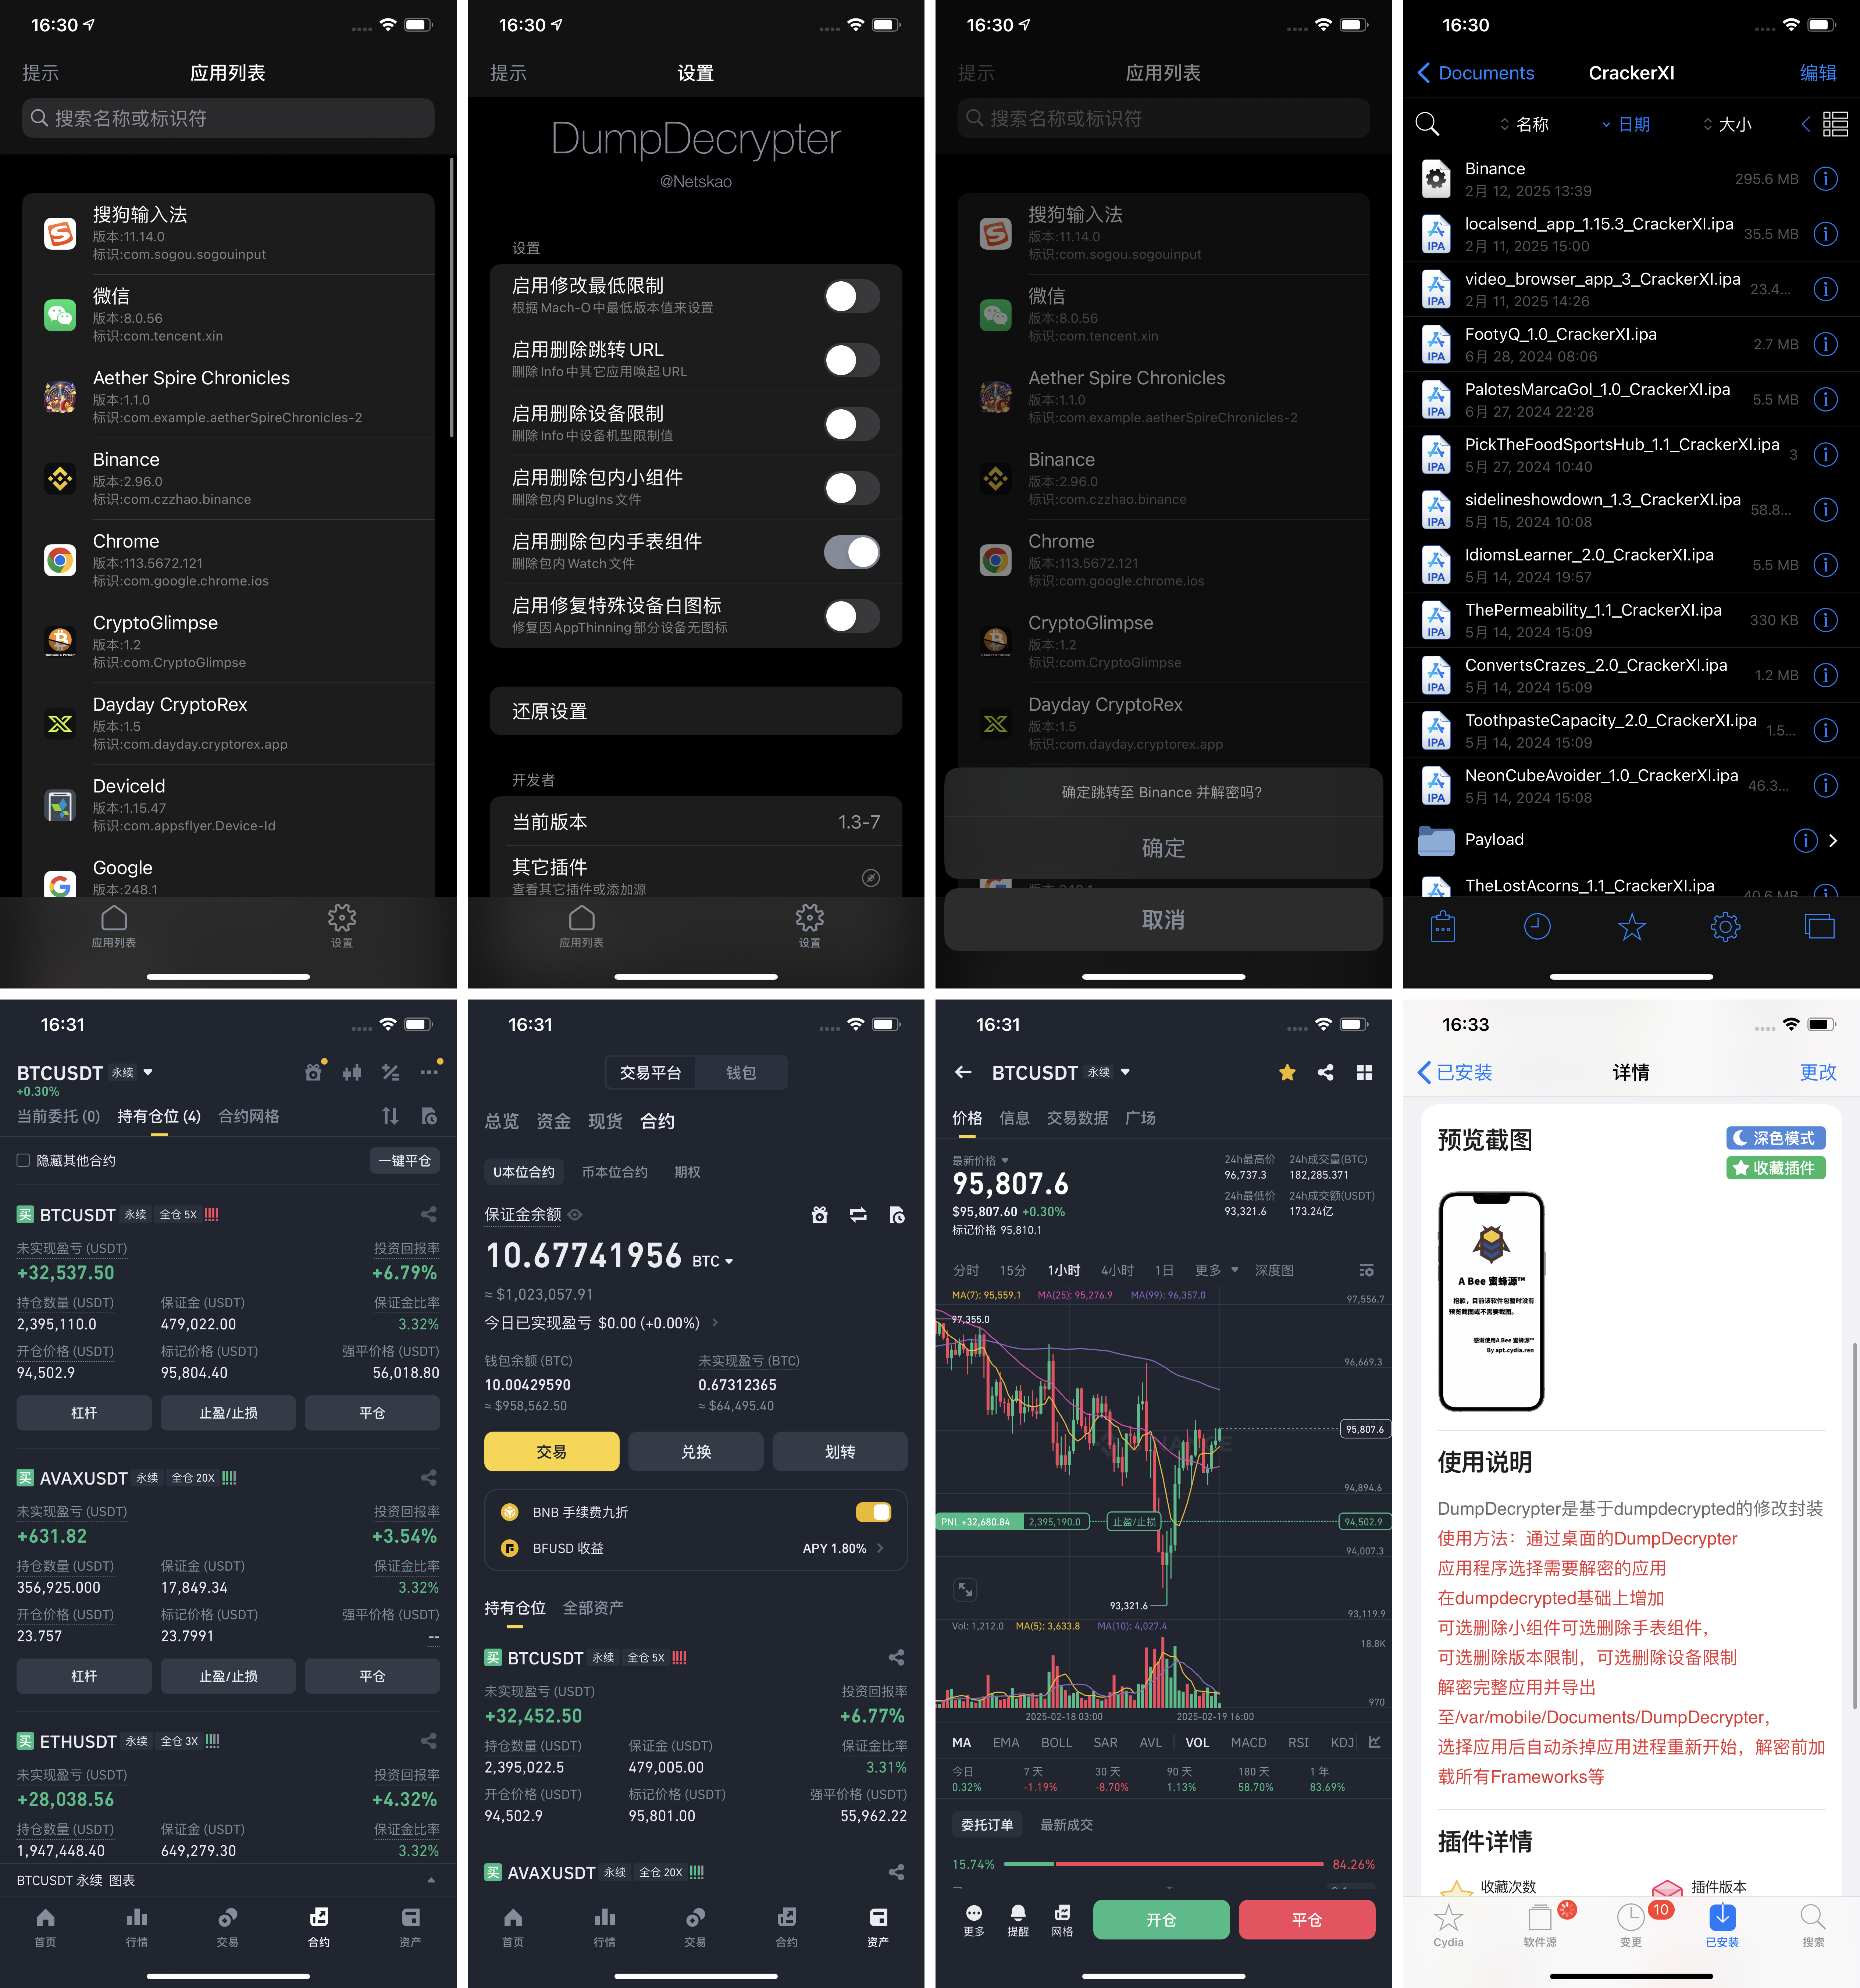 16:30
提示
应用列表
搜索名称或标识符
搜狗输入法
版本:11.14.0
标识:com.sogou.sogouinput
微信
版本:8.0.56
标识:com.tencent.xin
Aether Spire Chronicles
版本:1.1.0
标识:com.example.aetherSpireChronicles-2
Binance
版本:2.96.0
标识:com.czzhao.binance
Chrome
版本:113.5672.121
标识:com.google.chrome.ios
CryptoGlimpse
版本:1.2
标识:com.CryptoGlimpse
Dayday CryptoRex
版本:1.5
标识:com.dayday.cryptorex.app
DeviceId
版本:1.15.47
标识:com.appsflyer.Device-Id
Google
版本:248.1
应用列表
设置
16:30
提示
设置
DumpDecrypter
@Netskao
设置
启用修改最低限制
根据Mach-O中最低版本值来设置
启用删除跳转URL
删除Info中其它应用唤起URL
启用删除设备限制
删除Info中设备机型限制值
启用删除包内小组件
删除包内PlugIns文件
启用删除包内手表组件
删除包内Watch文件
启用修复特殊设备白图标
修复因AppThinning部分设备无图标
还原设置
开发者
当前版本
1.3-7
其它插件
查看其它插件或添加源
应用列表
设置
16:30
提示
应用列表
搜索名称或标识符
搜狗输入法
版本:11.14.0
标识:com.sogou.sogouinput
微信
版本:8.0.56
标识:com.tencent.xin
Aether Spire Chronicles
版本:1.1.0
标识:com.example.aetherSpireChronicles-2
Binance
版本:2.96.0
标识:com.czzhao.binance
Chrome
版本:113.5672.121
标识:com.google.chrome.ios
CryptoGlimpse
版本:1.2
标识:com.CryptoGlimpse
Dayday CryptoRex
版本:1.5
标识:com.dayday.cryptorex.app
确定跳转至 Binance 并解密吗?
确定
取消
16:30
Documents
CrackerXI
编辑
名称
日期
大小
Binance
2月 12, 2025 13:39
295.6 MB
localsend_app_1.15.3_CrackerXI.ipa
2月 11, 2025 15:00
35.5 MB
video_browser_app_3_CrackerXI.ipa
2月 11, 2025 14:26
23.4...
FootyQ_1.0_CrackerXI.ipa
6月 28, 2024 08:06
2.7 MB
PalotesMarcaGol_1.0_CrackerXI.ipa
6月 27, 2024 22:28
5.5 MB
PickTheFoodSportsHub_1.1_CrackerXI.ipa
5月 27, 2024 10:40
3
sidelineshowdown_1.3_CrackerXI.ipa
5月 15, 2024 10:08
58.8...
IdiomsLearner_2.0_CrackerXI.ipa
5月 14, 2024 19:57
5.5 MB
ThePermeability_1.1_CrackerXI.ipa
5月 14, 2024 15:09
330 KB
ConvertsCrazes_2.0_CrackerXI.ipa
5月 14, 2024 15:09
1.2 MB
ToothpasteCapacity_2.0_CrackerXI.ipa
5月 14, 2024 15:09
1.5...
NeonCubeAvoider_1.0_CrackerXI.ipa
5月 14, 2024 15:08
46.3...
Payload
TheLostAcorns_1.1_CrackerXI.ipa
40.6 MB
16:31
BTCUSDT 永续
+0.30%
当前委托 (0) 持有仓位 (4) 合约网格
隐藏其他合约
一键平仓
买 BTCUSDT 永续 全仓 5X !!!!
未实现盈亏 (USDT) 投资回报率
+32,537.50 +6.79%
持仓数量 (USDT) 保证金 (USDT) 保证金比率
2,395,110.0 479,022.00 3.32%
开仓价格 (USDT) 标记价格 (USDT) 强平价格 (USDT)
94,502.9 95,804.40 56,018.80
杠杆 止盈/止损 平仓
买 AVAXUSDT 永续 全仓 20X !!!!
未实现盈亏 (USDT) 投资回报率
+631.82 +3.54%
持仓数量 (USDT) 保证金 (USDT) 保证金比率
356,925.000 17,849.34 3.32%
开仓价格 (USDT) 标记价格 (USDT) 强平价格 (USDT)
23.757 23.7991 --
杠杆 止盈/止损 平仓
买 ETHUSDT 永续 全仓 3X !!!!
未实现盈亏 (USDT) 投资回报率
+28,038.56 +4.32%
持仓数量 (USDT) 保证金 (USDT) 保证金比率
1,947,448.40 649,279.30 3.32%
BTCUSDT 永续 图表
首页 行情 交易 合约 资产
16:31
交易平台 钱包
总览 资金 现货 合约
U本位合约 币本位合约 期权
保证金余额
10.67741956 BTC
≈ $1,023,057.91
今日已实现盈亏 $0.00 (+0.00%)
钱包余额 (BTC) 未实现盈亏 (BTC)
10.00429590 0.67312365
≈ $958,562.50 ≈ $64,495.40
交易 兑换 划转
BNB 手续费九折
BFUSD 收益 APY 1.80%
持有仓位 全部资产
买 BTCUSDT 永续 全仓 5X !!!!
未实现盈亏 (USDT) 投资回报率
+32,452.50 +6.77%
持仓数量 (USDT) 保证金 (USDT) 保证金比率
2,395,022.5 479,005.00 3.31%
开仓价格 (USDT) 标记价格 (USDT) 强平价格 (USDT)
94,502.9 95,801.00 55,962.22
买 AVAXUSDT 永续 全仓 20X !!!!
首页 行情 交易 合约 资产
16:31
BTCUSDT 永续
价格 信息 交易数据 广场
最新价格
95,807.6
$95,807.60 +0.30%
标记价格 95,810.1
24h最高价 24h成交量(BTC)
96,737.3 182,285.371
24h最低价 24h成交额(USDT)
93,321.6 173.24亿
分时 15分 1小时 4小时 1日 更多 深度图
MA(7): 95,559.1 MA(25): 95,276.9 MA(99): 96,357.0
97,556.7
97,355.0
96,669.3
95,807.6
94,894.6
PNL +32,680.84 2,395,190.0 止盈/止损 94,502.9
94,007.3
93,321.6
93,119.9
Vol: 1,212.0 MA(5): 3,633.8 MA(10): 4,027.4
18.8K
970
2025-02-18 03:00 2025-02-19 16:00
MA EMA BOLL SAR AVL VOL MACD RSI KDJ
今日 7 天 30 天 90 天 180 天 1 年
0.32% -1.19% -8.70% 1.13% 58.70% 83.69%
委托订单 最新成交
15.74% 84.26%
更多 提醒 网格 开仓 平仓
16:33
已安装 详情 更改
预览截图
深色模式
收藏插件
A Bee 蜜蜂源™
抱歉，目前该软件包暂时没有
预览截图或不需要截图。
感谢使用A Bee 蜜蜂源™
By apt.cydia.ren
使用说明
DumpDecrypter是基于dumpdecrypted的修改封装
使用方法：通过桌面的DumpDecrypter
应用程序选择需要解密的应用
在dumpdecrypted基础上增加
可选删除小组件可选删除手表组件，
可选删除版本限制，可选删除设备限制
解密完整应用并导出
至/var/mobile/Documents/DumpDecrypter，
选择应用后自动杀掉应用进程重新开始，解密前加
载所有Frameworks等
插件详情
收藏次数 插件版本
10
Cydia 软件源 变更 已安装 搜索